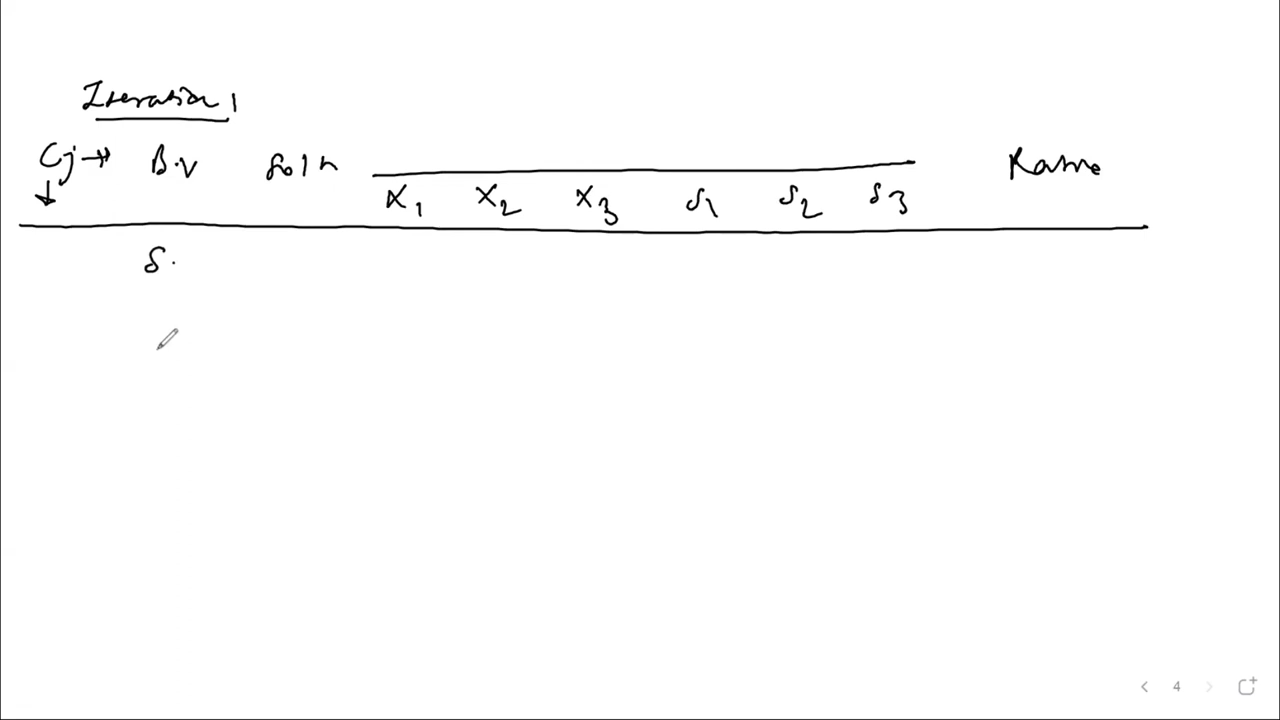 Iteration 1
Cj→ B.V Soln Ratio
↓ X1 X2 X3 S1 S2 S3
S.
4